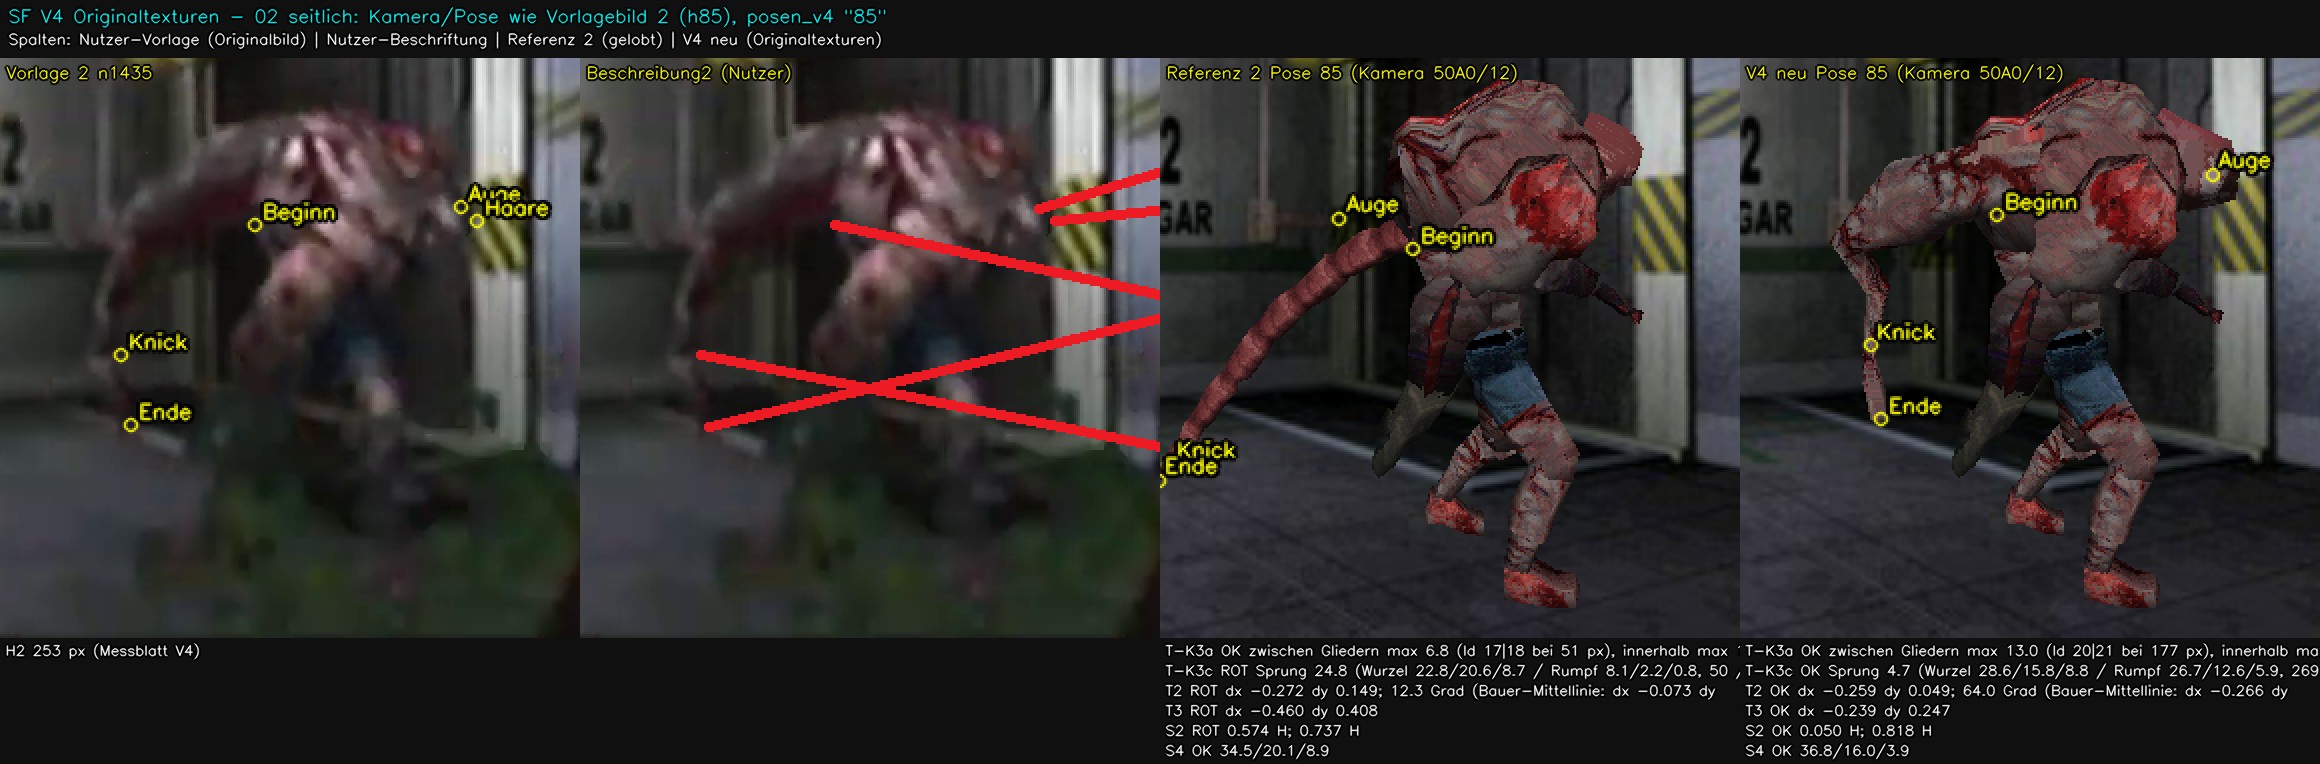 SF V4 Originaltexturen – 02 seitlich: Kamera/Pose wie Vorlagebild 2 (h85), posen_v4 "85"
Spalten: Nutzer-Vorlage (Originalbild) | Nutzer-Beschriftung | Referenz 2 (gelobt) | V4 neu (Originaltexturen)
Vorlage 2 n1435
Beschreibung2 (Nutzer)
Referenz 2 Pose 85 (Kamera 50A0/12)
V4 neu Pose 85 (Kamera 50A0/12)
Auge
Haare
Beginn
Knick
Ende
2
2
2
GAR
Auge
Beginn
Knick
Ende
2
GAR
Auge
Beginn
Knick
Ende
H2 253 px (Messblatt V4)
T-K3a OK zwischen Gliedern max 6.8 (Id 17|18 bei 51 px), innerhalb max
T-K3c ROT Sprung 24.8 (Wurzel 22.8/20.6/8.7 / Rumpf 8.1/2.2/0.8, 50 /
T2 ROT dx -0.272 dy 0.149; 12.3 Grad (Bauer-Mittellinie: dx -0.073 dy
T3 ROT dx -0.460 dy 0.408
S2 ROT 0.574 H; 0.737 H
S4 OK 34.5/20.1/8.9
T-K3a OK zwischen Gliedern max 13.0 (Id 20|21 bei 177 px), innerhalb ma
T-K3c OK Sprung 4.7 (Wurzel 28.6/15.8/8.8 / Rumpf 26.7/12.6/5.9, 269
T2 OK dx -0.259 dy 0.049; 64.0 Grad (Bauer-Mittellinie: dx -0.266 dy
T3 OK dx -0.239 dy 0.247
S2 OK 0.050 H; 0.818 H
S4 OK 36.8/16.0/3.9